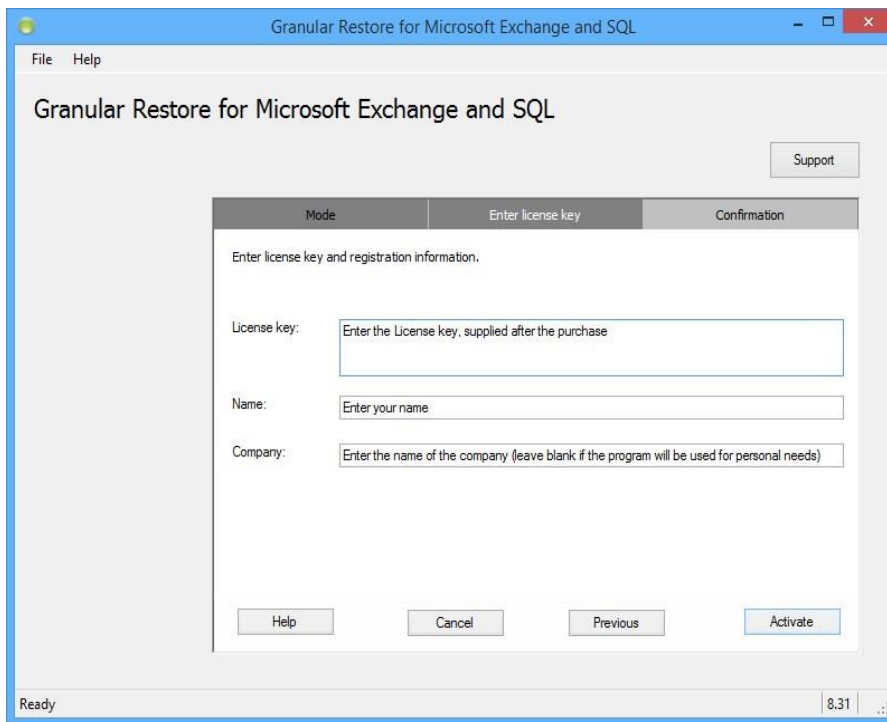 Granular Restore for Microsoft Exchange and SQL
File Help
Granular Restore for Microsoft Exchange and SQL
Support
Mode Enter license key Confirmation
Enter license key and registration information.
License key: Enter the License key, supplied after the purchase
Name: Enter your name
Company: Enter the name of the company (leave blank if the program will be used for personal needs)
Help Cancel Previous Activate
Ready 8.31